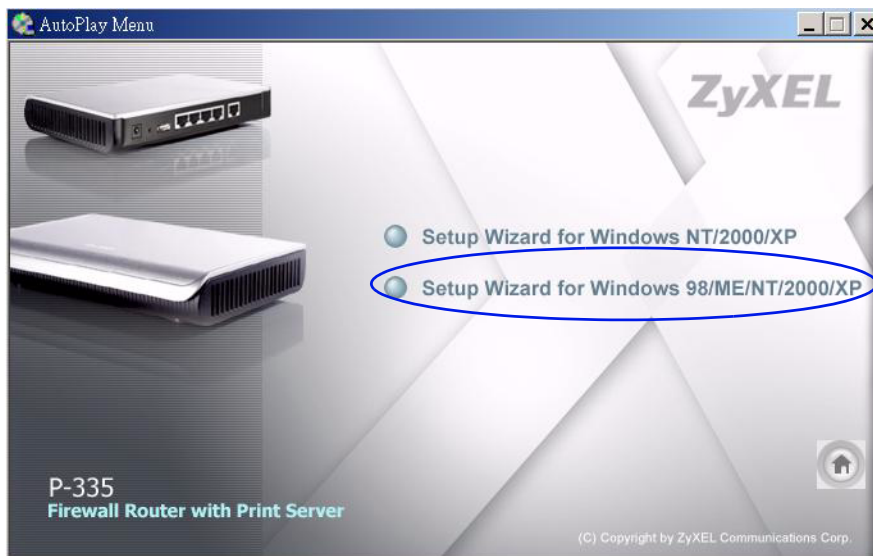 AutoPlay Menu
ZyXEL
Setup Wizard for Windows NT/2000/XP
Setup Wizard for Windows 98/ME/NT/2000/XP
P-335
Firewall Router with Print Server
(C) Copyright by ZyXEL Communications Corp.